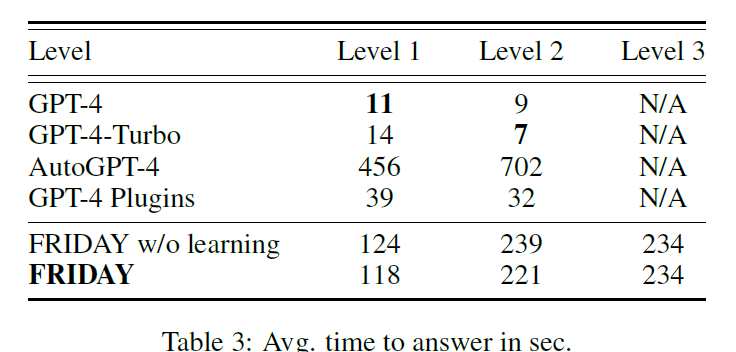 Level Level 1 Level 2 Level 3
GPT-4 11 9 N/A
GPT-4-Turbo 14 7 N/A
AutoGPT-4 456 702 N/A
GPT-4 Plugins 39 32 N/A
FRIDAY w/o learning 124 239 234
FRIDAY 118 221 234
Table 3: Avg. time to answer in sec.